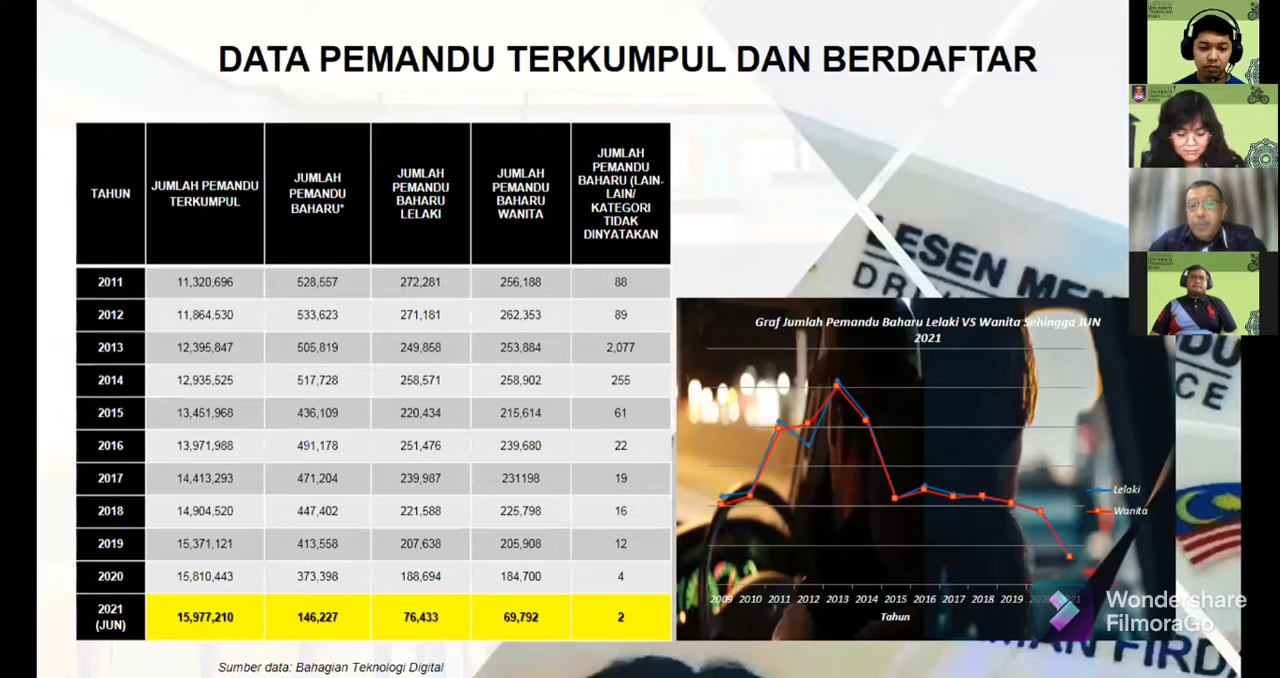 DATA PEMANDU TERKUMPUL DAN BERDAFTAR
TAHUN
JUMLAH PEMANDU
TERKUMPUL
JUMLAH
PEMANDU
BAHARU*
JUMLAH
PEMANDU
BAHARU
LELAKI
JUMLAH
PEMANDU
BAHARU
WANITA
JUMLAH
PEMANDU
BAHARU (LAIN-
LAIN/
KATEGORI
TIDAK
DINYATAKAN
2011 11,320,696 528,557 272,281 256,188 88
2012 11,864,530 533,623 271,181 262,353 89
2013 12,395,847 505,819 249,858 253,884 2,077
2014 12,935,525 517,728 258,571 258,902 255
2015 13,451,968 436,109 220,434 215,614 61
2016 13,971,988 491,178 251,476 239,680 22
2017 14,413,293 471,204 239,987 231198 19
2018 14,904,520 447,402 221,588 225,798 16
2019 15,371,121 413,558 207,638 205,908 12
2020 15,810,443 373,398 188,694 184,700 4
2021
(JUN) 15,977,210 146,227 76,433 69,792 2
Sumber data: Bahagian Teknologi Digital
LESEN
Graf Jumlah Pemandu Baharu Lelaki VS Wanita Sehingga JUN
2021
Lelaki
Wanita
2009 2010 2011 2012 2013 2014 2015 2016 2017 2018 2019 2020 2021
Tahun
Wondershare
FilmoraGo